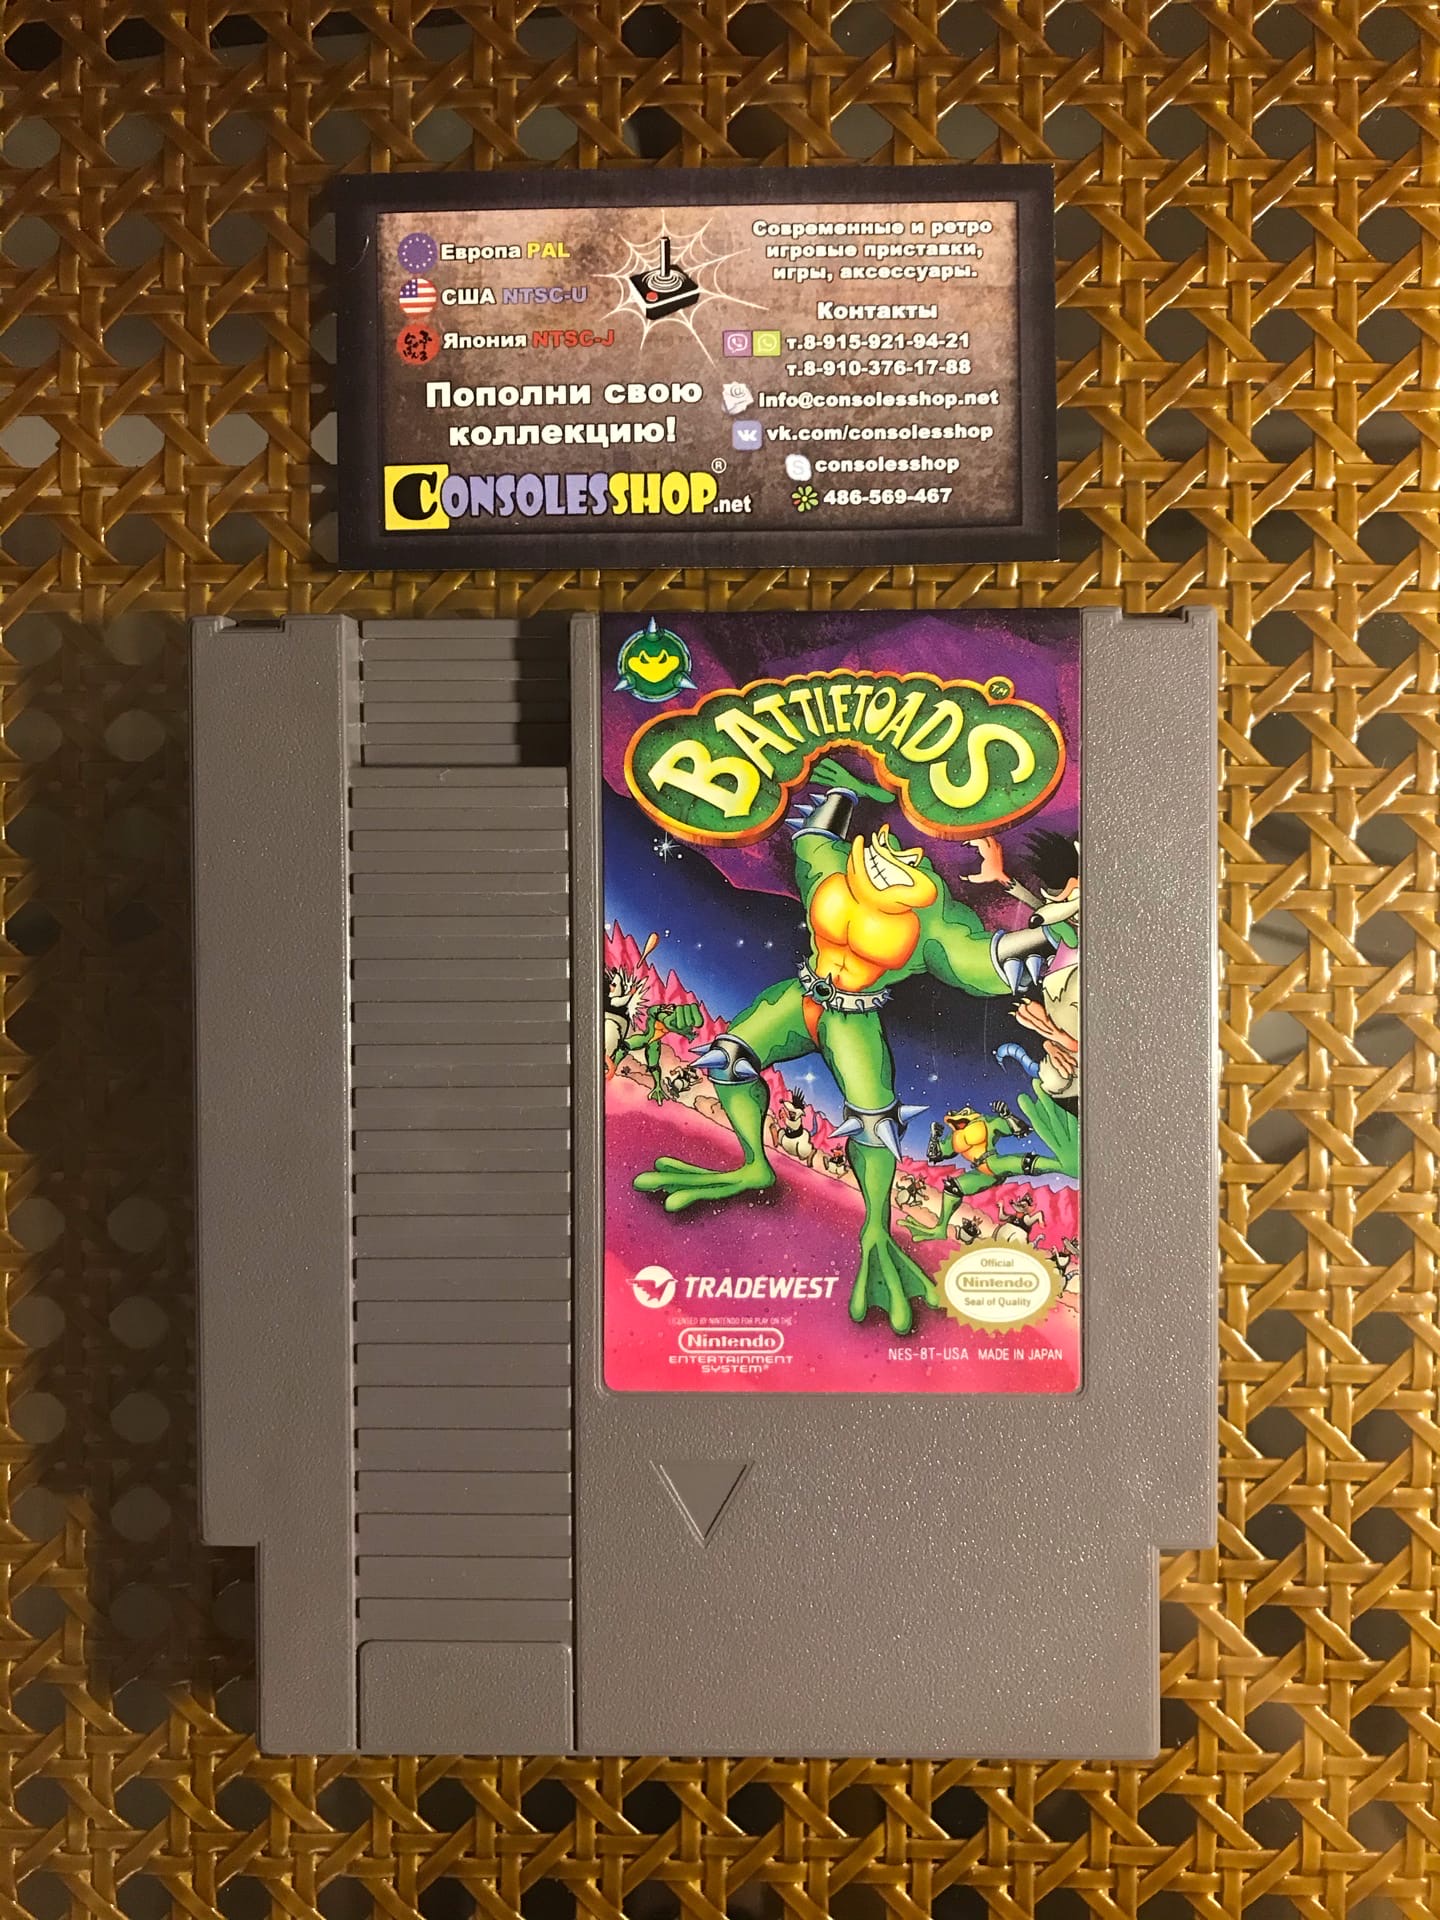 Европа PAL
США NTSC-U
Япония NTSC-J
Пополни свою
коллекцию!
CONSOLESSHOP.net
®
Современные и ретро
игровые приставки,
игры, аксессуары.
Контакты
т.8-915-921-94-21
т.8-910-376-17-88
info@consolesshop.net
vk.com/consolesshop
consolesshop
486-569-467
BATTLETOADS
TM
TRADEWEST
LICENSED BY NINTENDO FOR PLAY ON THE
Nintendo
ENTERTAINMENT
SYSTEM®
Official
Nintendo
Seal of Quality
NES-8T-USA MADE IN JAPAN